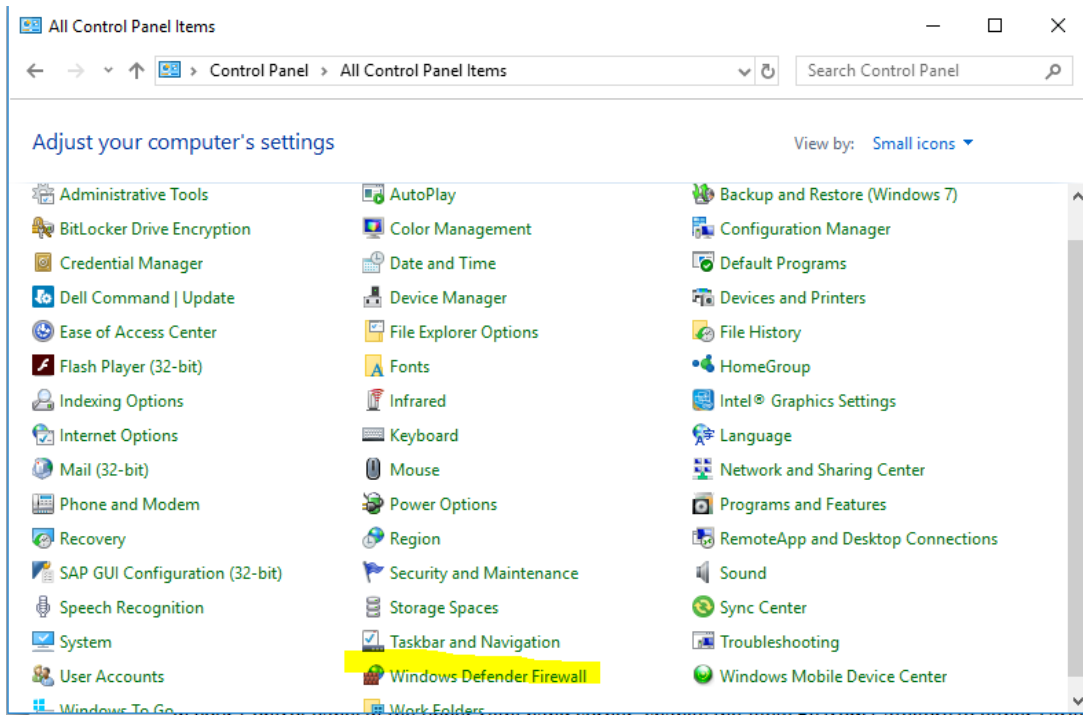 All Control Panel Items
Control Panel > All Control Panel Items
Search Control Panel
Adjust your computer's settings
View by: Small icons
Administrative Tools
AutoPlay
Backup and Restore (Windows 7)
BitLocker Drive Encryption
Color Management
Configuration Manager
Credential Manager
Date and Time
Default Programs
Dell Command | Update
Device Manager
Devices and Printers
Ease of Access Center
File Explorer Options
File History
Flash Player (32-bit)
Fonts
HomeGroup
Indexing Options
Infrared
Intel® Graphics Settings
Internet Options
Keyboard
Language
Mail (32-bit)
Mouse
Network and Sharing Center
Phone and Modem
Power Options
Programs and Features
Recovery
Region
RemoteApp and Desktop Connections
SAP GUI Configuration (32-bit)
Security and Maintenance
Sound
Speech Recognition
Storage Spaces
Sync Center
System
Taskbar and Navigation
Troubleshooting
User Accounts
Windows Defender Firewall
Windows Mobile Device Center
Windows To Go
Work Folders